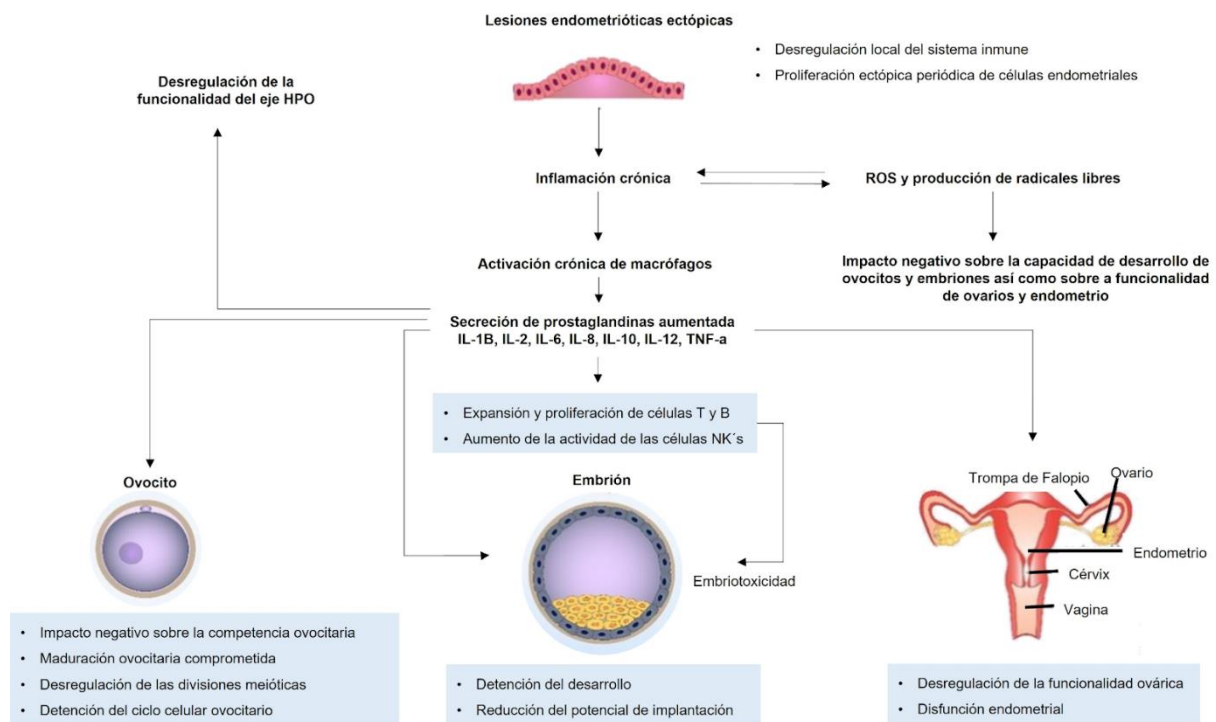 Lesiones endometrióticas ectópicas
• Desregulación local del sistema inmune
• Proliferación ectópica periódica de células endometriales
Desregulación de la
funcionalidad del eje HPO
Inflamación crónica
ROS y producción de radicales libres
Activación crónica de macrófagos
Impacto negativo sobre la capacidad de desarrollo de
ovocitos y embriones así como sobre a funcionalidad
de ovarios y endometrio
Secreción de prostaglandinas aumentada
IL-1B, IL-2, IL-6, IL-8, IL-10, IL-12, TNF-a
• Expansión y proliferación de células T y B
• Aumento de la actividad de las células NK´s
Ovocito
Embrión
Embriotoxicidad
Trompa de Falopio
Ovario
Endometrio
Cérvix
Vagina
• Impacto negativo sobre la competencia ovocitaria
• Maduración ovocitaria comprometida
• Desregulación de las divisiones meióticas
• Detención del ciclo celular ovocitario
• Detención del desarrollo
• Reducción del potencial de implantación
• Desregulación de la funcionalidad ovárica
• Disfunción endometrial